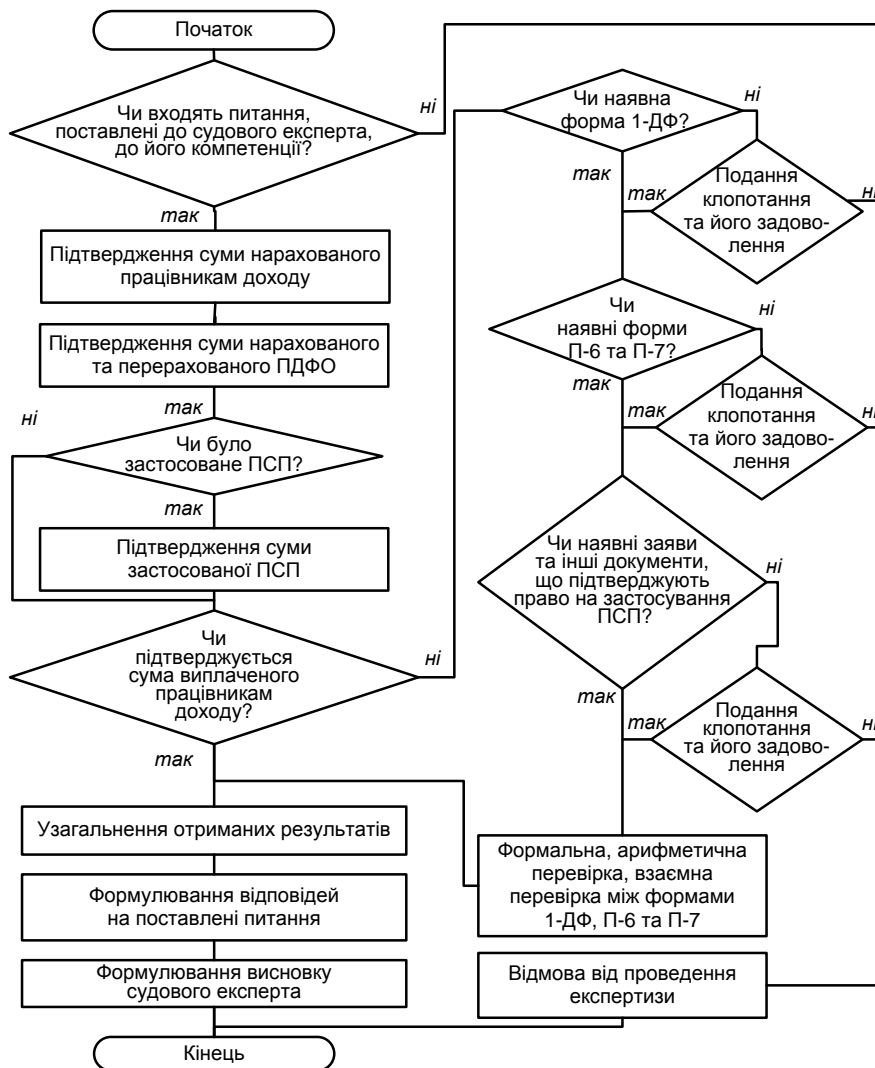 Початок
Чи входять питання,
поставлені до судового експерта,
до його компетенції?
ні
так
Підтвердження суми нарахованого
працівникам доходу
Підтвердження суми нарахованого
та перерахованого ПДФО
так
ні
Чи було
застосоване ПСП?
так
Підтвердження суми
застосованої ПСП
Чи
підтверджується
сума виплаченого
працівникам
доходу?
ні
так
Узагальнення отриманих результатів
Формулювання відповідей
на поставлені питання
Формулювання висновку
судового експерта
Кінець
Чи наявна
форма 1-ДФ?
ні
так
так
Подання
клопотання
та його задово-
лення
ні
Чи
наявні форми
П-6 та П-7?
ні
так
так
Подання
клопотання
та його задово-
лення
ні
Чи наявні заяви
та інші документи,
що підтверджують
право на застосування
ПСП?
ні
так
так
Подання
клопотання
та його задово-
лення
ні
Формальна, арифметична
перевірка, взаємна
перевірка між формами
1-ДФ, П-6 та П-7
Відмова від проведення
експертизи